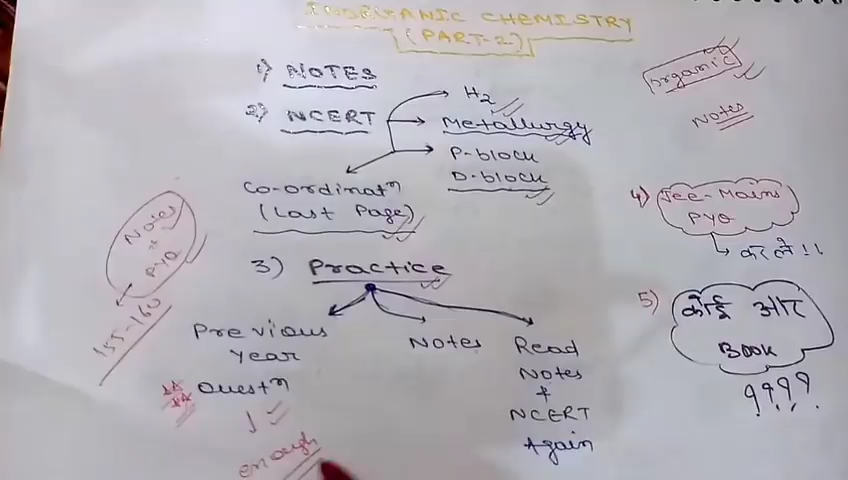 INORGANIC CHEMISTRY
(PART-2)
1) NOTES
2) NCERT
H2
Metallurgy
P-block
D-block
Co-ordinatⁿ
(Last Page)
3) Practice
Previous
year
Questⁿ
enough
Notes
Read
Notes
+
NCERT
Again
Notes
=
PYQ
155-160
organic
Notes
4) Jee-Mains
PYQ
कर लो !!
5) कोई और
BOOK
????